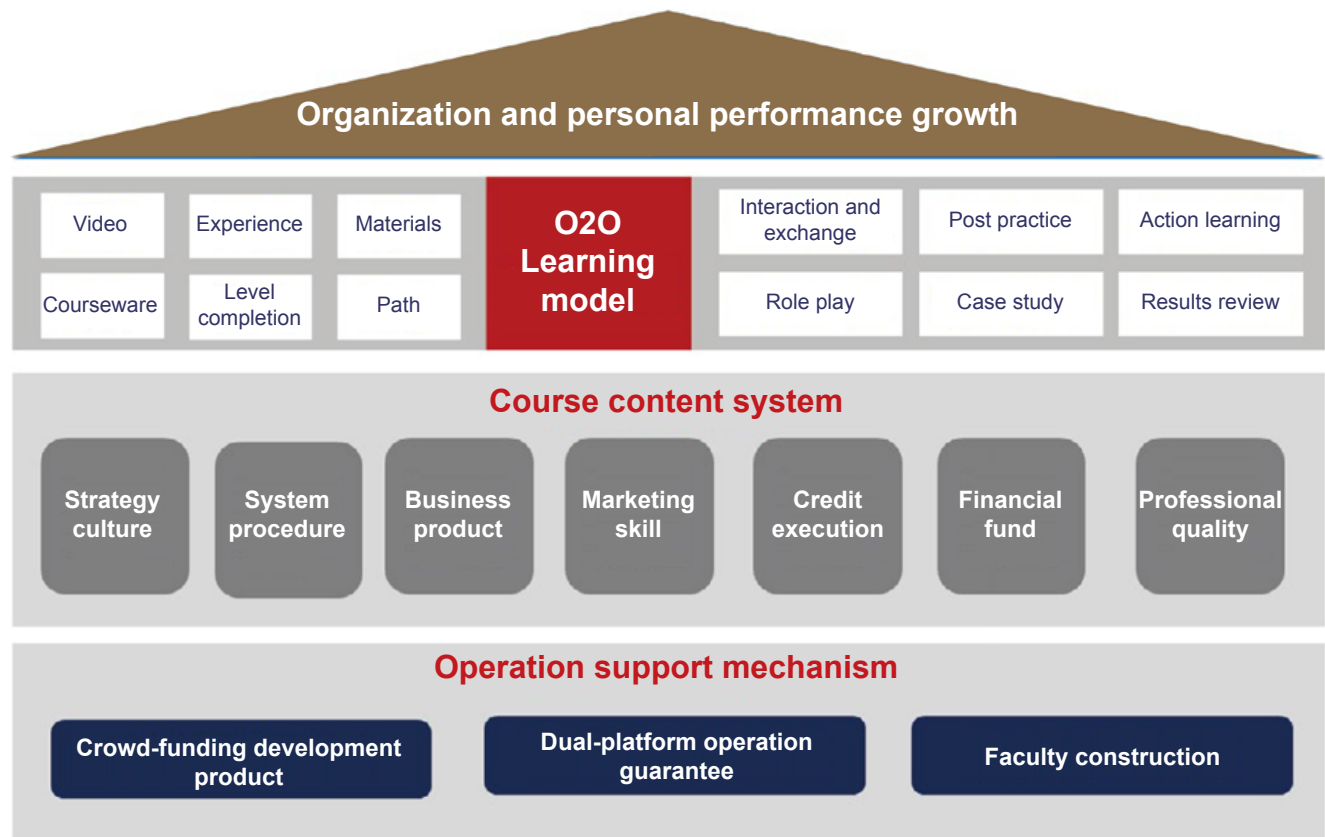 Organization and personal performance growth
Video
Experience
Materials
Courseware
Level
completion
Path
O2O
Learning
model
Interaction and
exchange
Post practice
Action learning
Role play
Case study
Results review
Course content system
Strategy
culture
System
procedure
Business
product
Marketing
skill
Credit
execution
Financial
fund
Professional
quality
Operation support mechanism
Crowd-funding development
product
Dual-platform operation
guarantee
Faculty construction